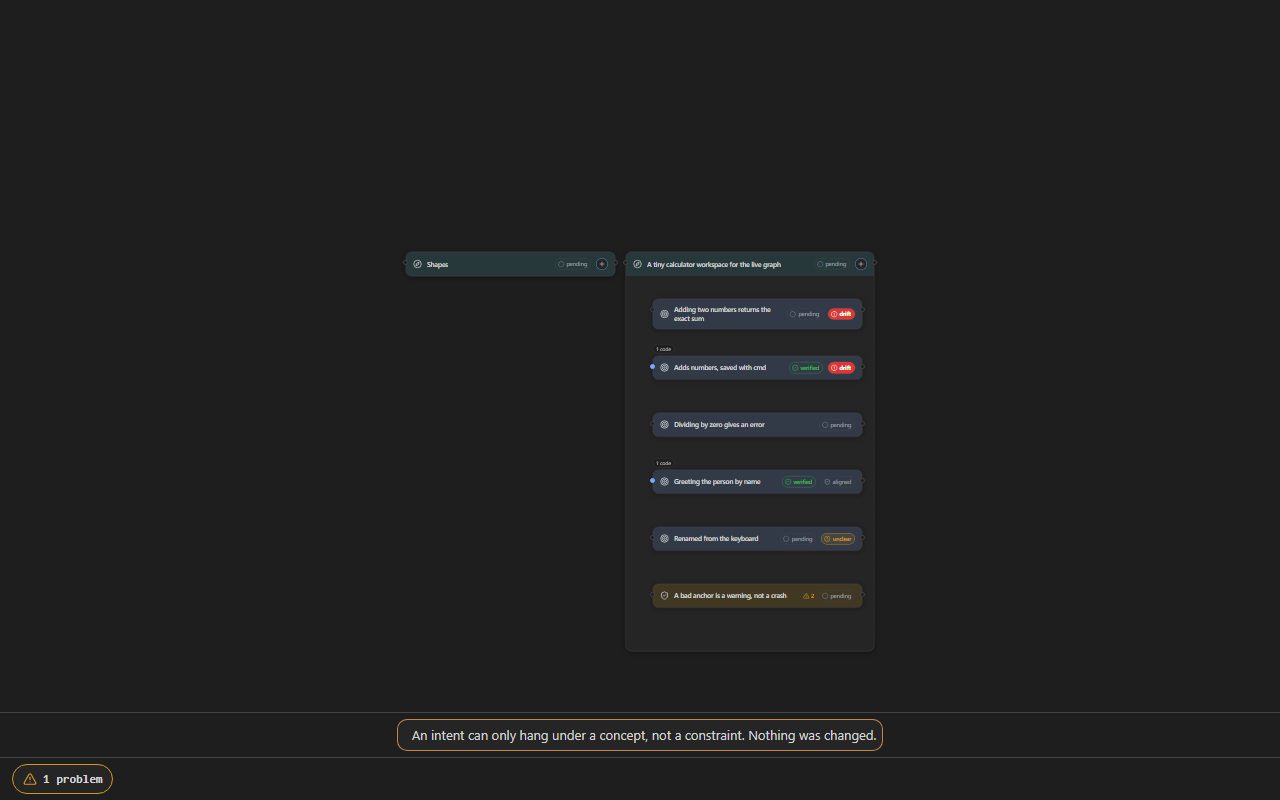 Shapes
pending
A tiny calculator workspace for the live graph
pending
Adding two numbers returns the
exact sum
pending
drift
1 code
Adds numbers, saved with cmd
verified
drift
Dividing by zero gives an error
pending
1 code
Greeting the person by name
verified
aligned
Renamed from the keyboard
pending
unclear
A bad anchor is a warning, not a crash
2
pending
An intent can only hang under a concept, not a constraint. Nothing was changed.
1 problem